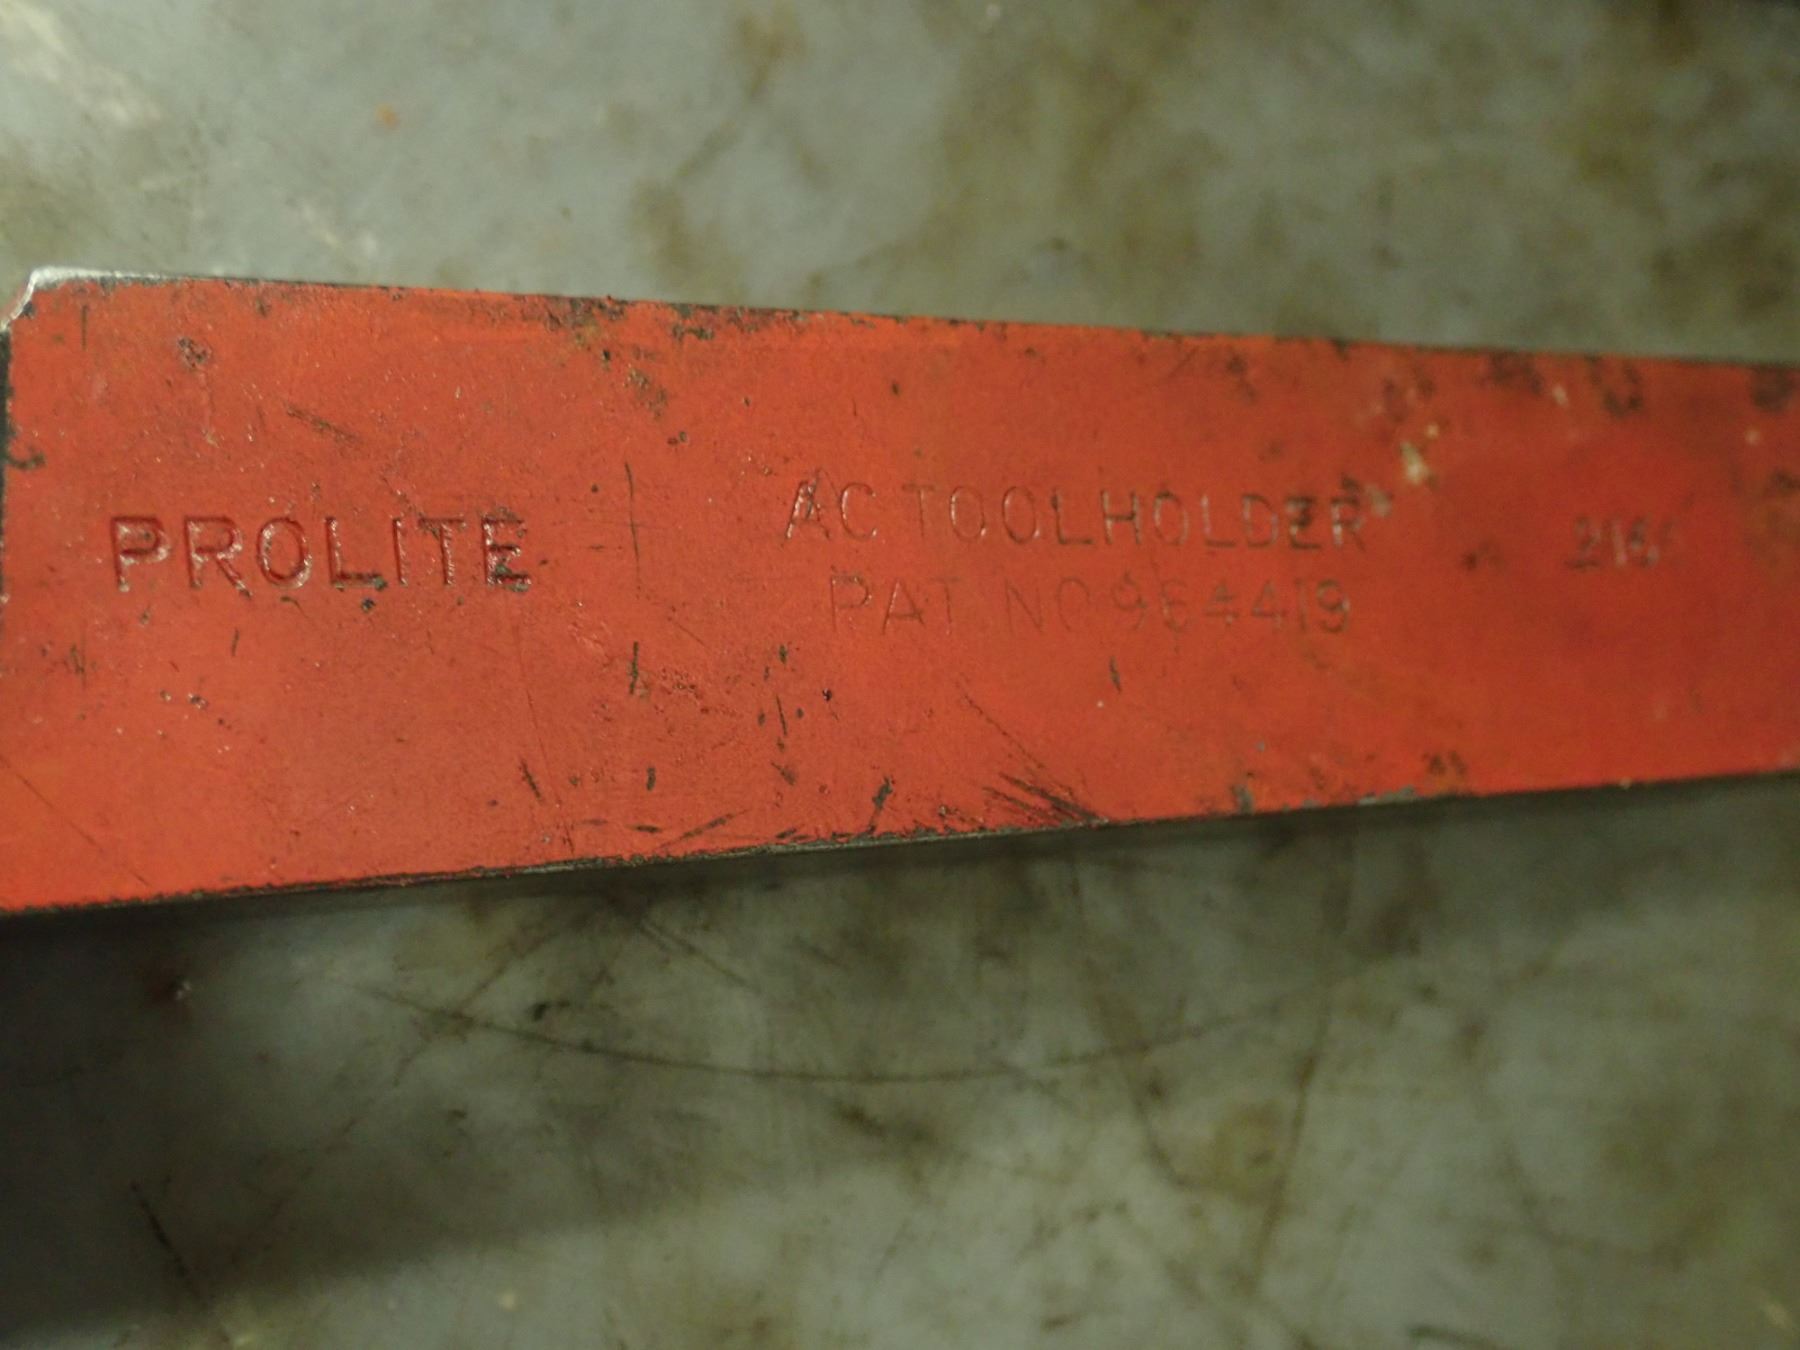 PROLITE
AC TOOLHOLDER
PAT NO 964419